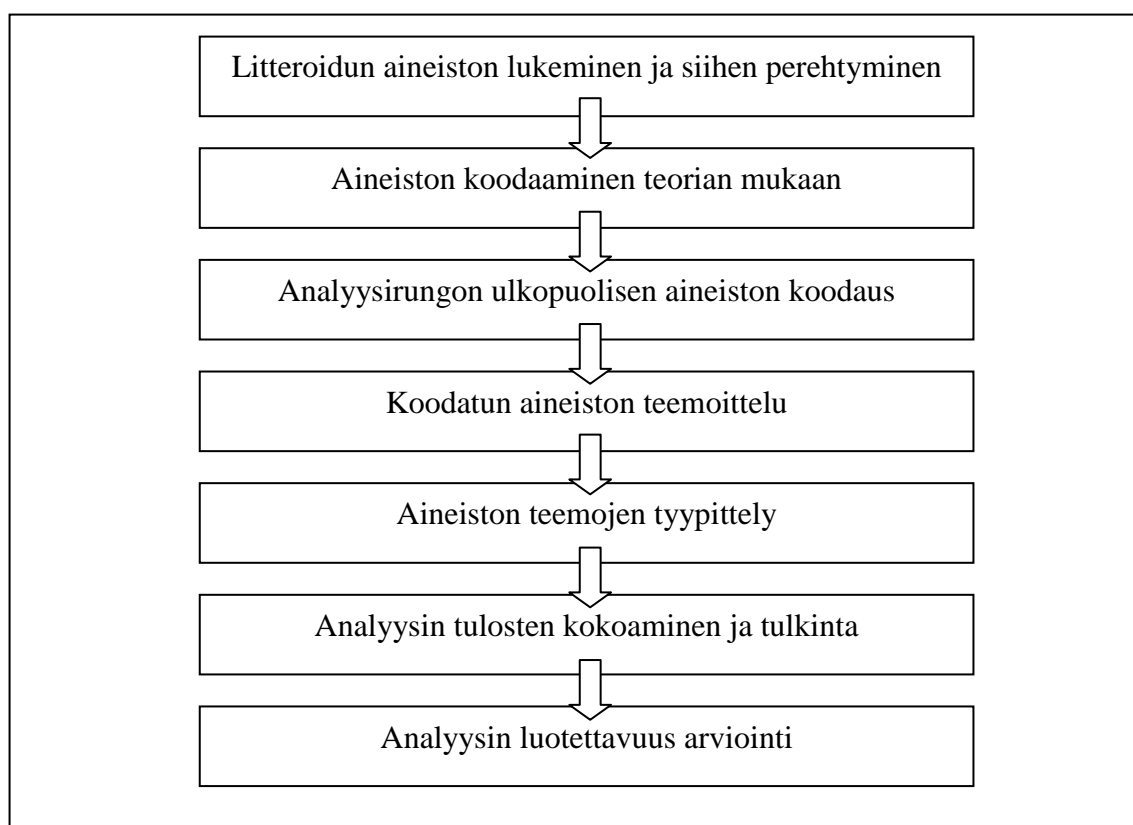 Litteroidun aineiston lukeminen ja siihen perehtyminen
Aineiston koodaaminen teorian mukaan
Analyysirungon ulkopuolisen aineiston koodaus
Koodatun aineiston teemoittelu
Aineiston teemojen tyypittely
Analyysin tulosten kokoaminen ja tulkinta
Analyysin luotettavuus arviointi